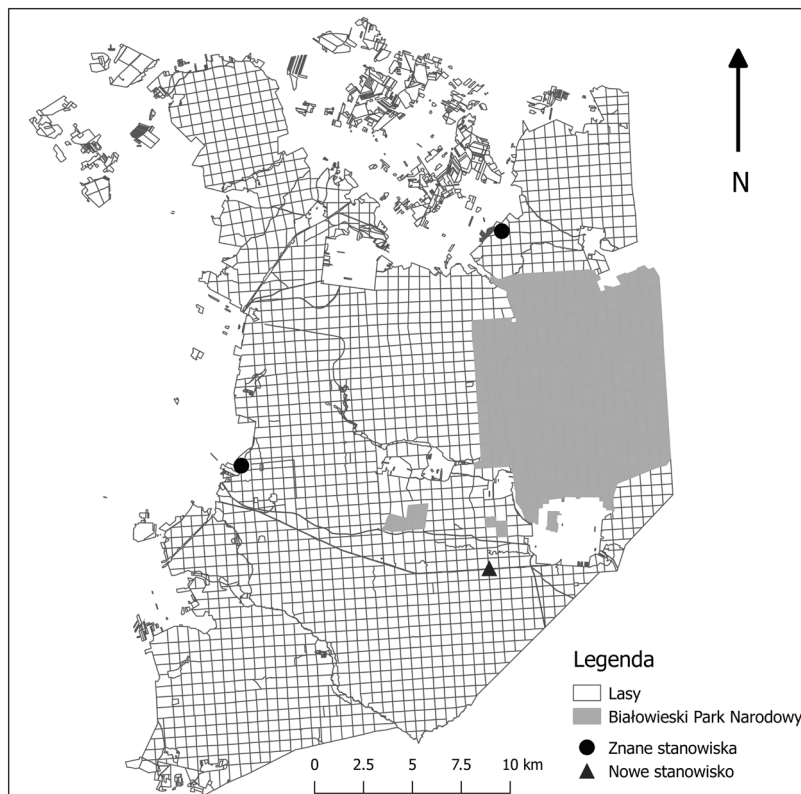 N
Legenda
Lasy
Białowieski Park Narodowy
Znane stanowiska
Nowe stanowisko
0 2.5 5 7.5 10 km